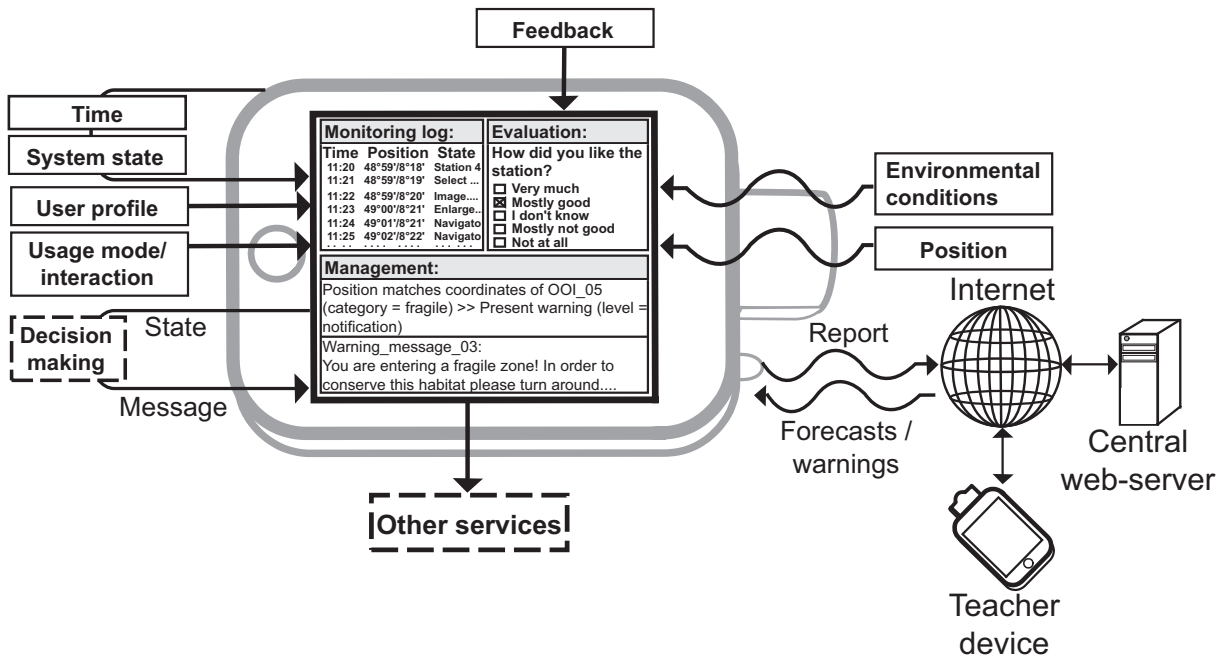 Feedback
Time
System state
User profile
Usage mode/
interaction
Decision
making
State
Message
Monitoring log:
Time Position State
11:20 48°59'/8°18' Station 4
11:21 48°59'/8°19' Select ...
11:22 48°59'/8°20' Image....
11:23 49°00'/8°21' Enlarge..
11:24 49°01'/8°21' Navigato
11:25 49°02'/8°22' Navigato
Evaluation:
How did you like the
station?
Very much
Mostly good
I don't know
Mostly not good
Not at all
Management:
Position matches coordinates of OOI_05
(category = fragile) >> Present warning (level =
notification)
Warning_message_03:
You are entering a fragile zone! In order to
conserve this habitat please turn around....
Other services
Environmental
conditions
Position
Internet
Report
Forecasts /
warnings
Central
web-server
Teacher
device